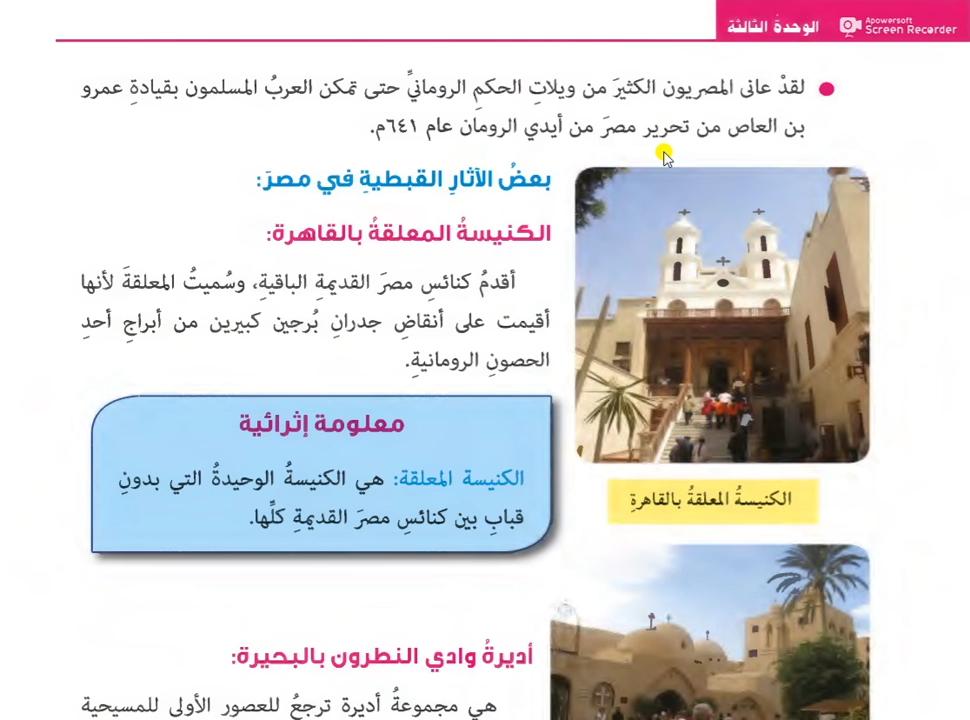 الوحدة الثالثة
Apowersoft
Screen Recorder
لقدْ عانى المصريون الكثيرَ من ويلاتِ الحكمِ الرومانيِّ حتى تمكن العربُ المسلمون بقيادةِ عمرو
بن العاص من تحرير مصرَ من أيدي الرومان عام ٦٤١م.
بعضُ الآثارِ القبطيةِ في مصرَ:
الكنيسةُ المعلقةُ بالقاهرة:
أقدمُ كنائسِ مصرَ القديمةِ الباقيةِ، وسُميتُ المعلقةَ لأنها
أقيمت على أنقاضِ جدرانِ بُرجين كبيرين من أبراجِ أحدِ
الحصونِ الرومانيةِ.
معلومة إثرائية
الكنيسة المعلقة: هي الكنيسةُ الوحيدةُ التي بدونِ
قبابِ بين كنائسِ مصرَ القديمةِ كلِّها.
الكنيسةُ المعلقةُ بالقاهرةِ
أديرةُ وادي النطرون بالبحيرة:
هي مجموعةُ أديرة ترجعُ للعصور الأولى للمسيحية